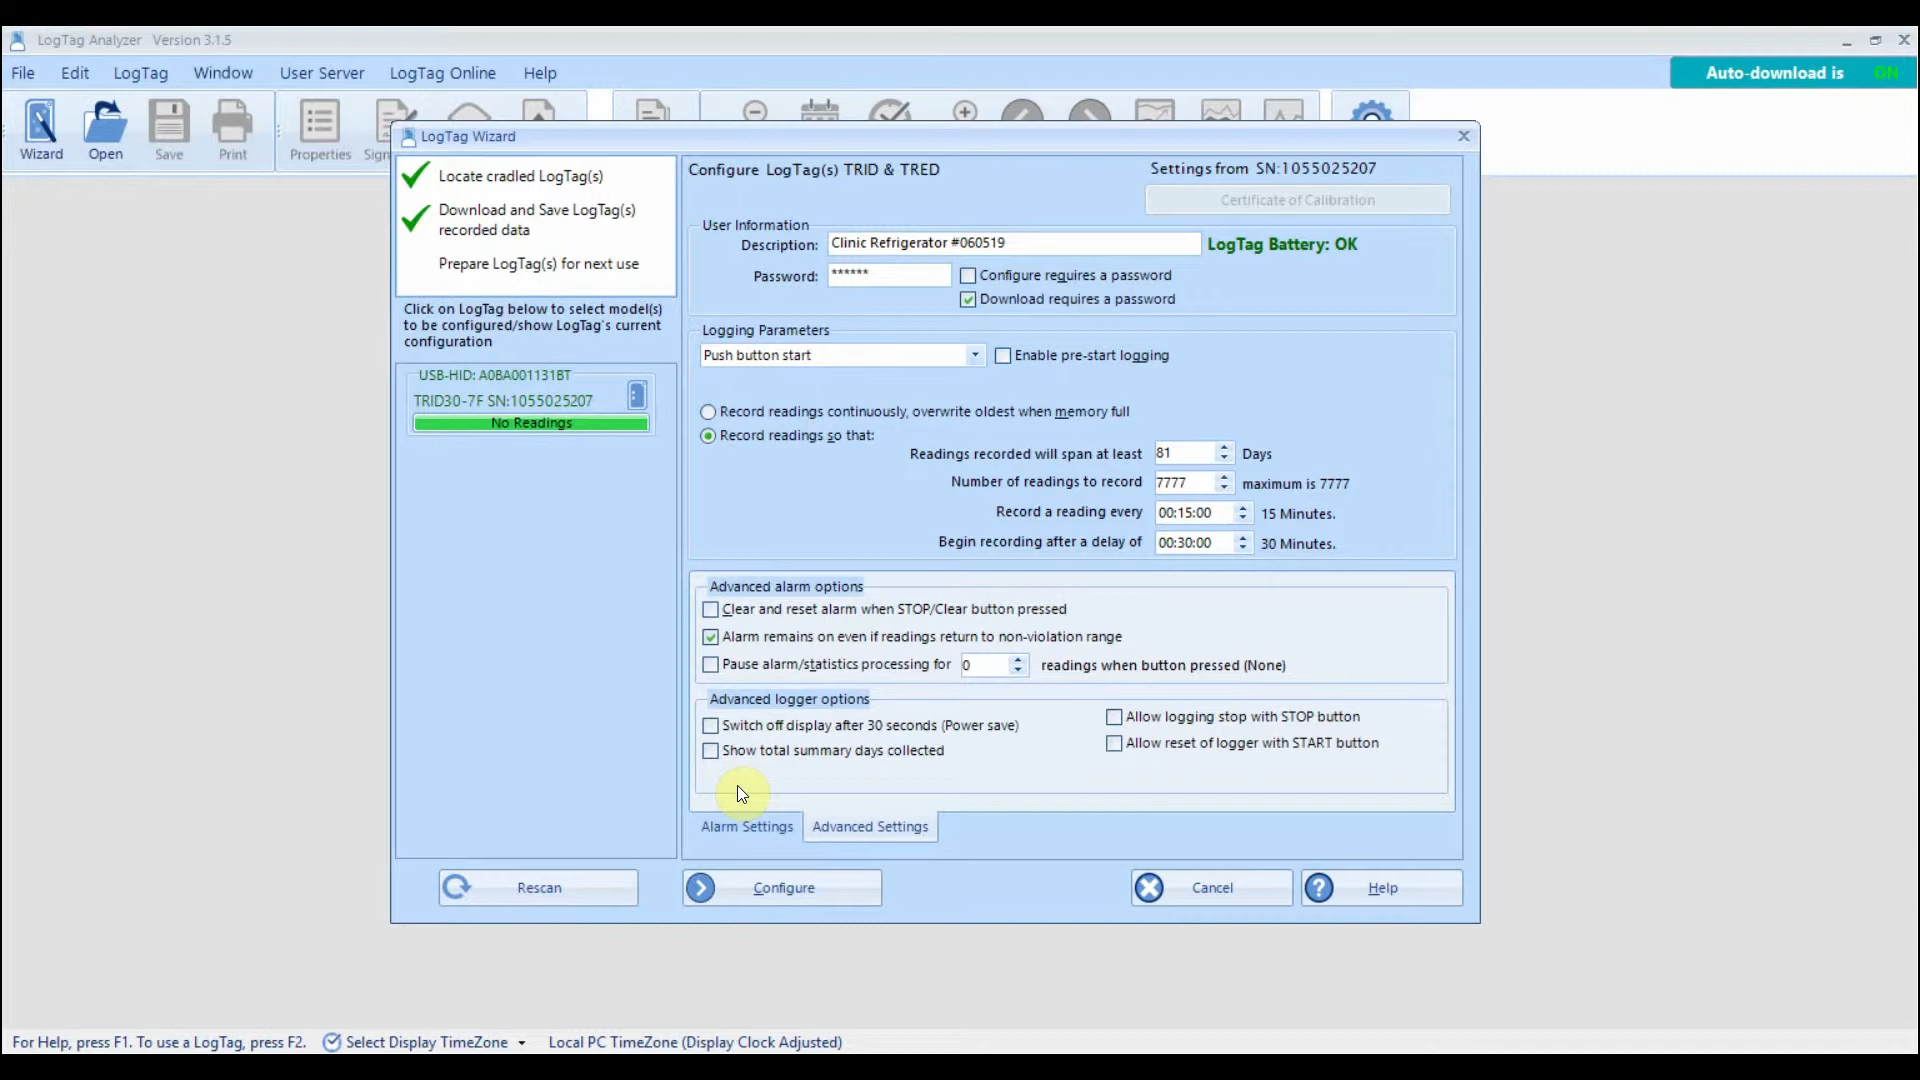 LogTag Analyzer Version 3.1.5
File Edit LogTag Window User Server LogTag Online Help
Auto-download is ON
Wizard Open Save Print Properties
LogTag Wizard
Locate cradled LogTag(s)
Download and Save LogTag(s)
recorded data
Prepare LogTag(s) for next use
Click on LogTag below to select model(s)
to be configured/show LogTag's current
configuration
USB-HID: A0BA001131BT
TRID30-7F SN:1055025207
No Readings
Configure LogTag(s) TRID & TRED
Settings from SN:1055025207
Certificate of Calibration
User Information
Description: Clinic Refrigerator #060519
LogTag Battery: OK
Password: ******
Configure requires a password
Download requires a password
Logging Parameters
Push button start
Enable pre-start logging
Record readings continuously, overwrite oldest when memory full
Record readings so that:
Readings recorded will span at least 81 Days
Number of readings to record 7777 maximum is 7777
Record a reading every 00:15:00 15 Minutes.
Begin recording after a delay of 00:30:00 30 Minutes.
Advanced alarm options
Clear and reset alarm when STOP/Clear button pressed
Alarm remains on even if readings return to non-violation range
Pause alarm/statistics processing for 0 readings when button pressed (None)
Advanced logger options
Switch off display after 30 seconds (Power save)
Allow logging stop with STOP button
Show total summary days collected
Allow reset of logger with START button
Alarm Settings Advanced Settings
Rescan Configure Cancel Help
For Help, press F1. To use a LogTag, press F2. Select Display TimeZone Local PC TimeZone (Display Clock Adjusted)